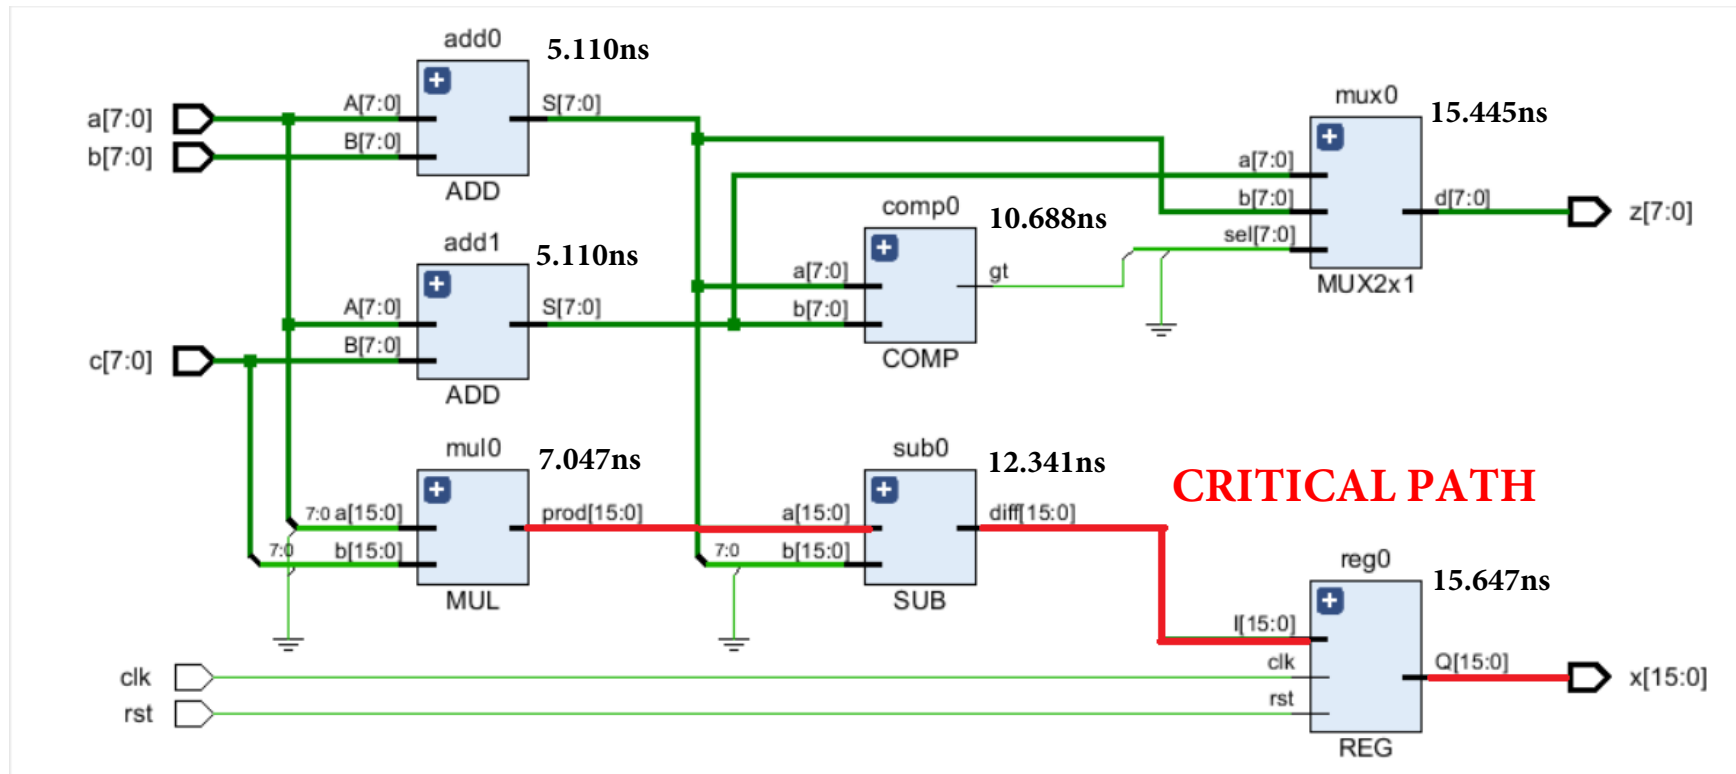 add0
5.110ns
a[7:0]
A[7:0]
S[7:0]
b[7:0]
B[7:0]
ADD
mux0
15.445ns
a[7:0]
b[7:0]
sel[7:0]
d[7:0]
z[7:0]
MUX2x1
comp0
10.688ns
a[7:0]
b[7:0]
gt
COMP
add1
5.110ns
A[7:0]
S[7:0]
c[7:0]
B[7:0]
ADD
mul0
7.047ns
7:0 a[15:0]
prod[15:0]
7:0 b[15:0]
MUL
sub0
12.341ns
a[15:0]
diff[15:0]
7:0 b[15:0]
SUB
CRITICAL PATH
reg0
15.647ns
I[15:0]
clk
clk
Q[15:0]
x[15:0]
rst
rst
REG